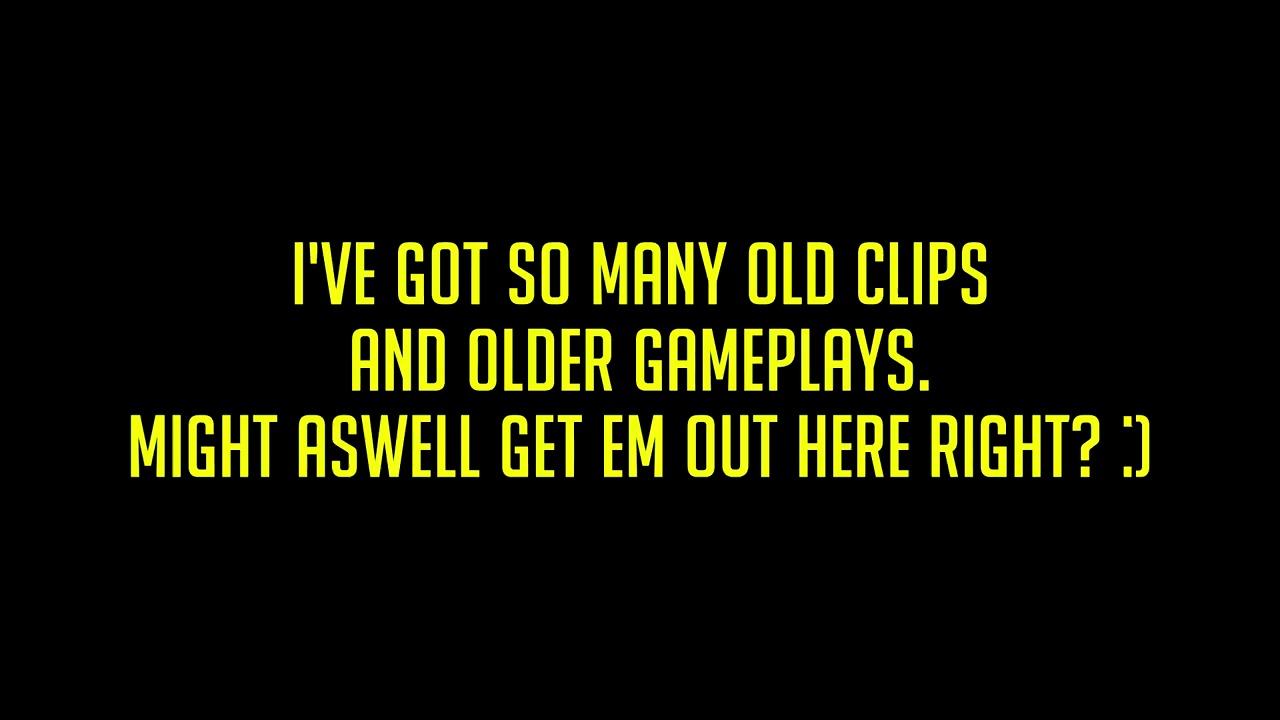 I'VE GOT SO MANY OLD CLIPS
AND OLDER GAMEPLAYS.
MIGHT ASWELL GET EM OUT HERE RIGHT? :)